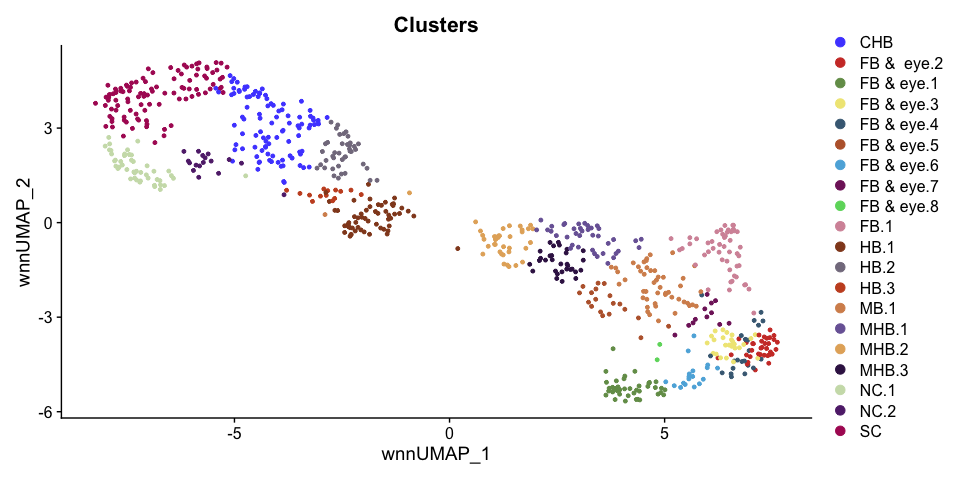 Clusters
wnnUMAP_2
3
0
-3
-6
-5
0
5
wnnUMAP_1
CHB
FB &  eye.2
FB & eye.1
FB & eye.3
FB & eye.4
FB & eye.5
FB & eye.6
FB & eye.7
FB & eye.8
FB.1
HB.1
HB.2
HB.3
MB.1
MHB.1
MHB.2
MHB.3
NC.1
NC.2
SC